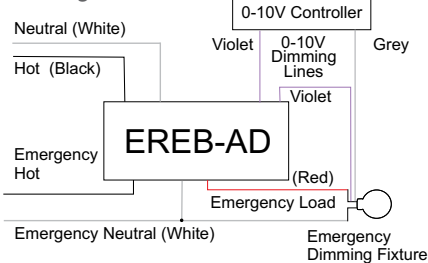 0-10V Controller
Neutral (White)
Violet
0-10V
Dimming
Lines
Grey
Hot (Black)
Violet
EREB-AD
Emergency
Hot
(Red)
Emergency Load
Emergency Neutral (White)
Emergency
Dimming Fixture